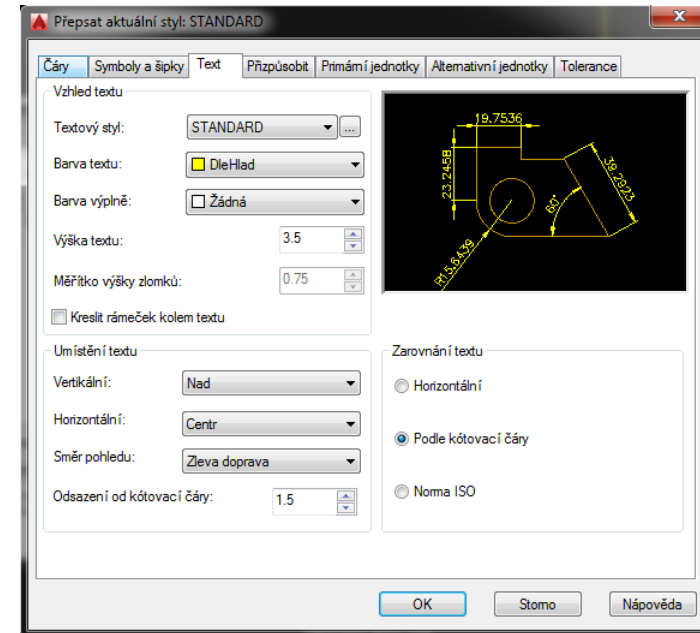 Přepsat aktuální styl: STANDARD
Čáry Symboly a šipky Text Přizpůsobit Primární jednotky Alternativní jednotky Tolerance
Vzhled textu
Textový styl: STANDARD ...
Barva textu: DleHlad
Barva výplně: Žádná
Výška textu: 3.5
Měřítko výšky zlomků: 0.75
Kreslit rámeček kolem textu
19.7536
23.2458
39.2923
60°
R15.6439
Umístění textu
Vertikální: Nad
Horizontální: Centr
Směr pohledu: Zleva doprava
Odsazení od kótovací čáry: 1.5
Zarovnání textu
Horizontální
Podle kótovací čáry
Norma ISO
OK Storno Nápověda